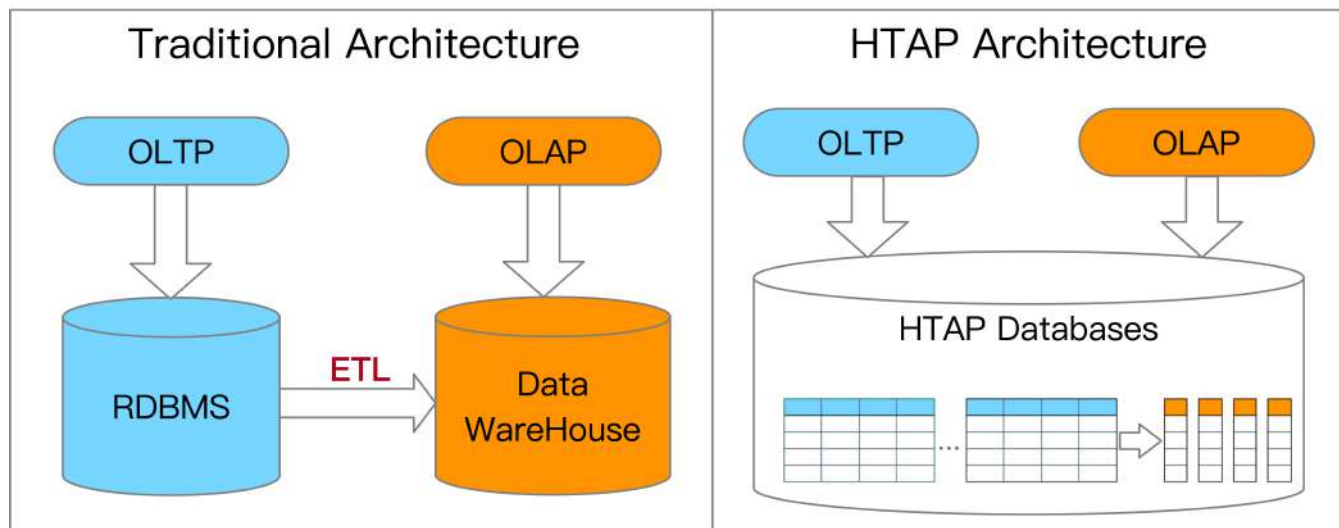 Traditional Architecture
OLTP
OLAP
RDBMS
ETL
Data
WareHouse
HTAP Architecture
OLTP
OLAP
HTAP Databases
...